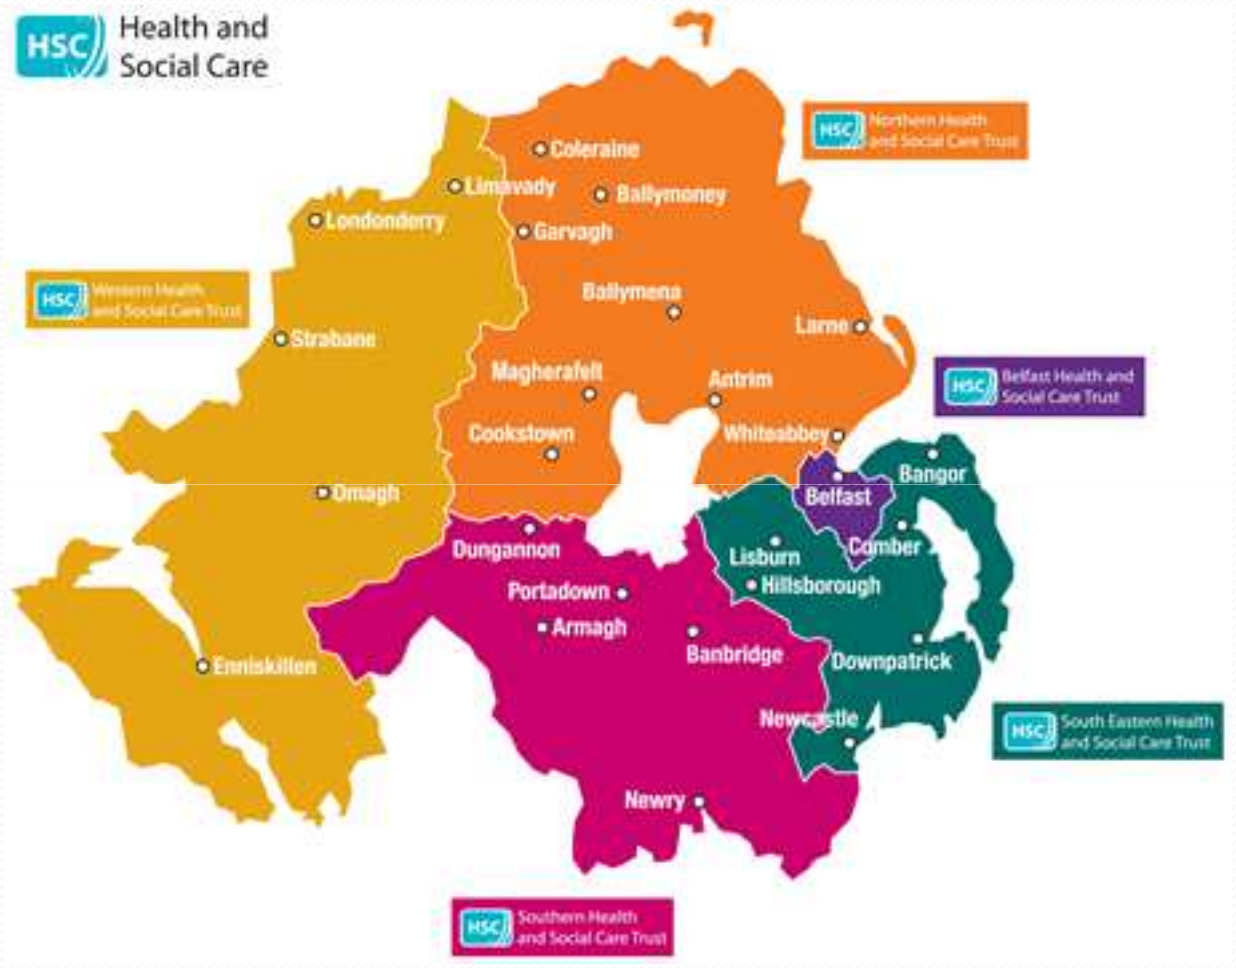 HSC
Health and
Social Care
HSC
Northern Health
and Social Care Trust
Coleraine
Limavady
Ballymoney
Londonderry
Garvagh
HSC
Western Health
and Social Care Trust
Ballymena
Larne
Strabane
Magherafelt
Antrim
HSC
Belfast Health and
Social Care Trust
Cookstown
Whiteabbey
Bangor
Omagh
Belfast
Dungannon
Lisburn
Comber
Portadown
Hillsborough
Armagh
Banbridge
Enniskillen
Downpatrick
Newcastle
HSC
South Eastern Health
and Social Care Trust
Newry
HSC
Southern Health
and Social Care Trust